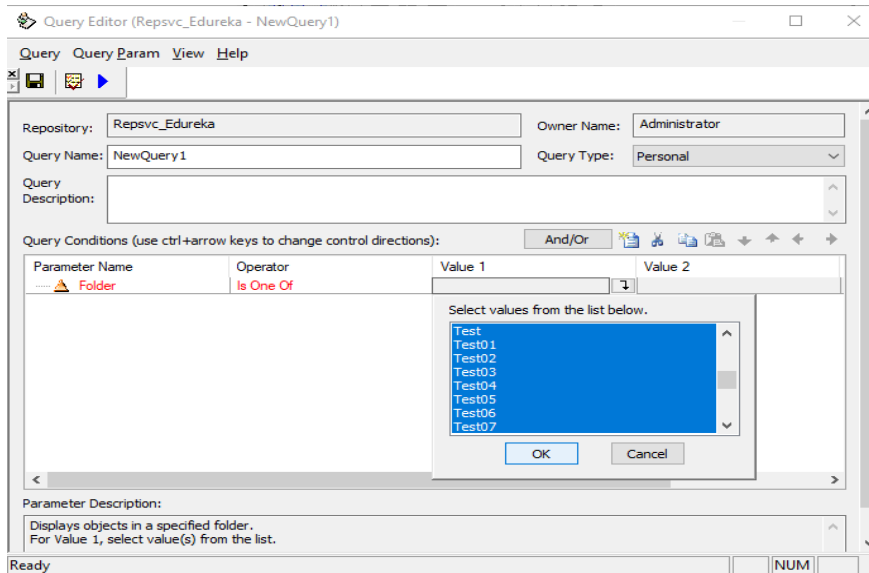 Query Editor (Repsvc_Edureka - NewQuery1)
Query Query Param View Help
Repository: Repsvc_Edureka Owner Name: Administrator
Query Name: NewQuery1 Query Type: Personal
Query
Description:
Query Conditions (use ctrl+arrow keys to change control directions): And/Or
Parameter Name Operator Value 1 Value 2
Folder Is One Of
Select values from the list below.
Test
Test01
Test02
Test03
Test04
Test05
Test06
Test07
OK Cancel
Parameter Description:
Displays objects in a specified folder.
For Value 1, select value(s) from the list.
Ready NUM